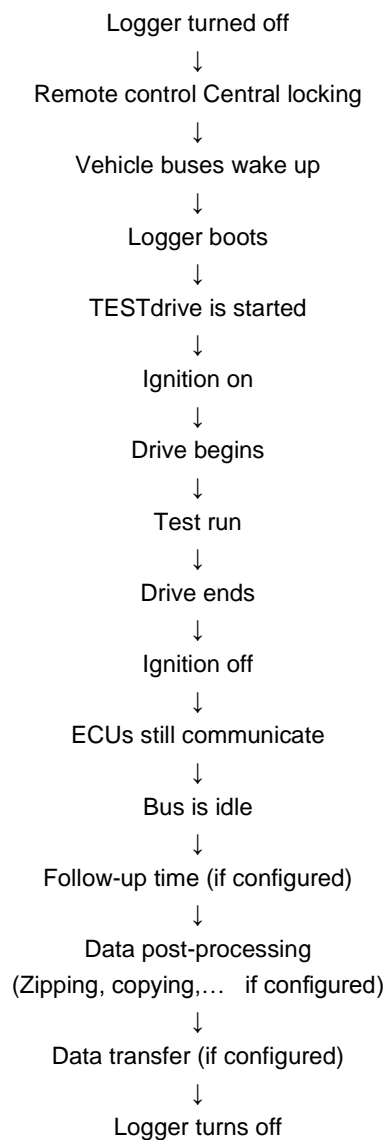 Logger turned off
↓
Remote control Central locking
↓
Vehicle buses wake up
↓
Logger boots
↓
TESTdrive is started
↓
Ignition on
↓
Drive begins
↓
Test run
↓
Drive ends
↓
Ignition off
↓
ECUs still communicate
↓
Bus is idle
↓
Follow-up time (if configured)
↓
Data post-processing
(Zipping, copying,… if configured)
↓
Data transfer (if configured)
↓
Logger turns off